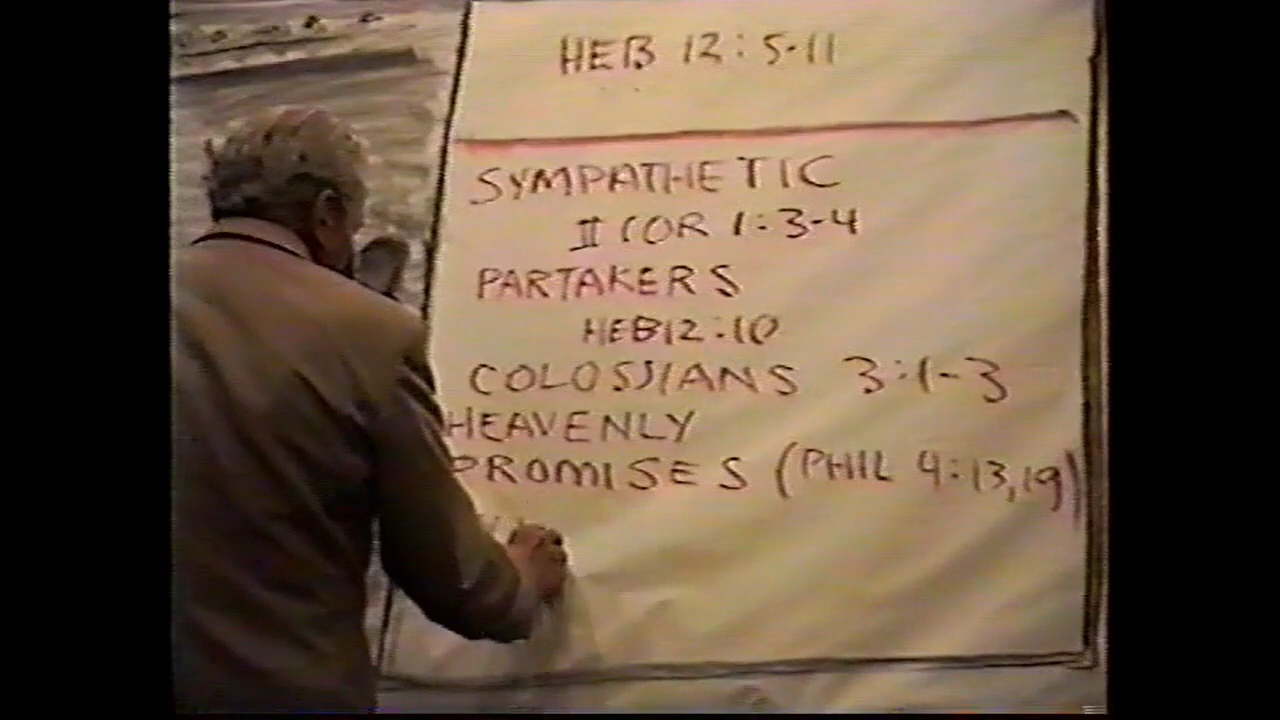 HEB 12:5-11
SYMPATHETIC
II COR 1:3-4
PARTAKERS
HEB12:10
COLOSSIANS 3:1-3
HEAVENLY
PROMISES (PHIL 4:13,19)